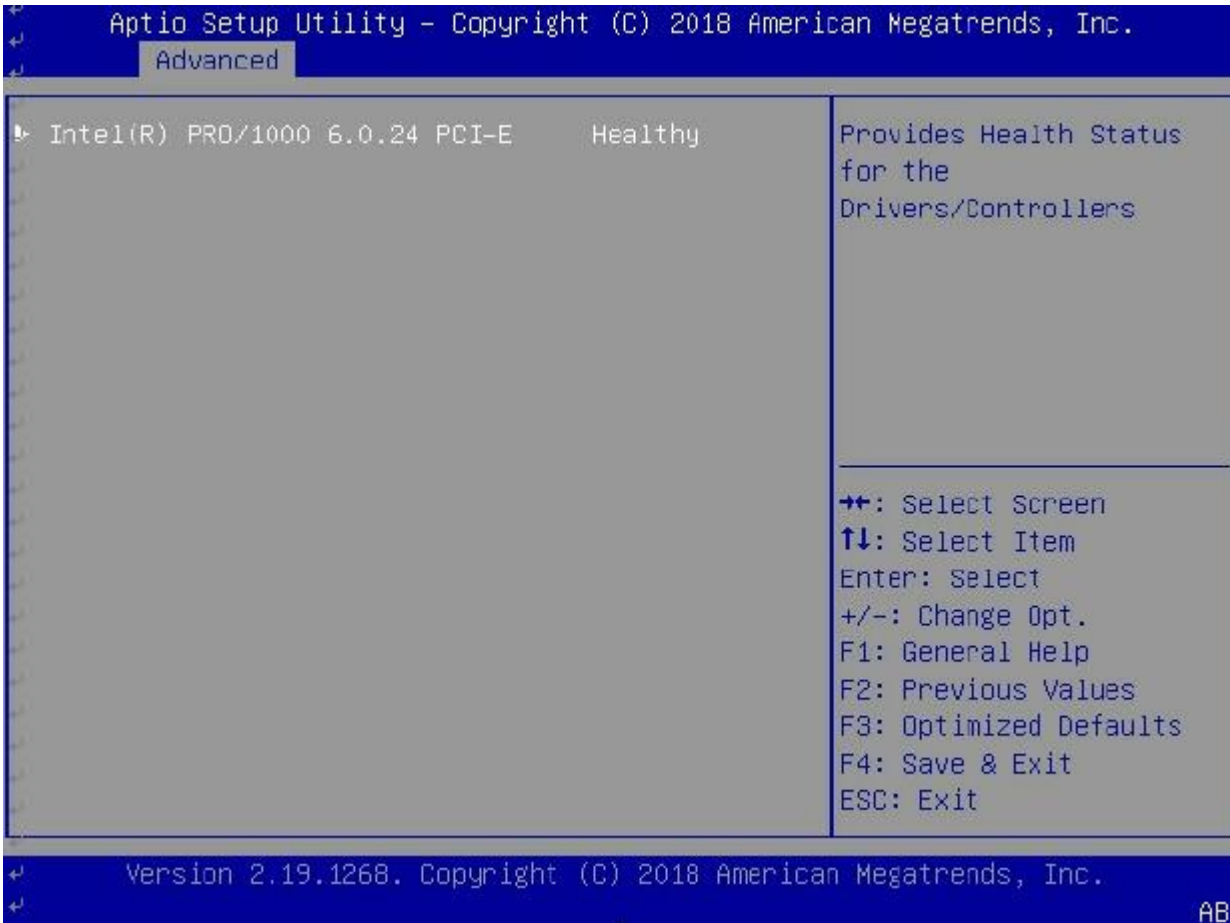 Aptio Setup Utility – Copyright (C) 2018 American Megatrends, Inc.
Advanced
Intel(R) PRO/1000 6.0.24 PCI-E Healthy
Provides Health Status
for the
Drivers/Controllers
→←: Select Screen
↑↓: Select Item
Enter: Select
+/-: Change Opt.
F1: General Help
F2: Previous Values
F3: Optimized Defaults
F4: Save & Exit
ESC: Exit
Version 2.19.1268. Copyright (C) 2018 American Megatrends, Inc.
AB